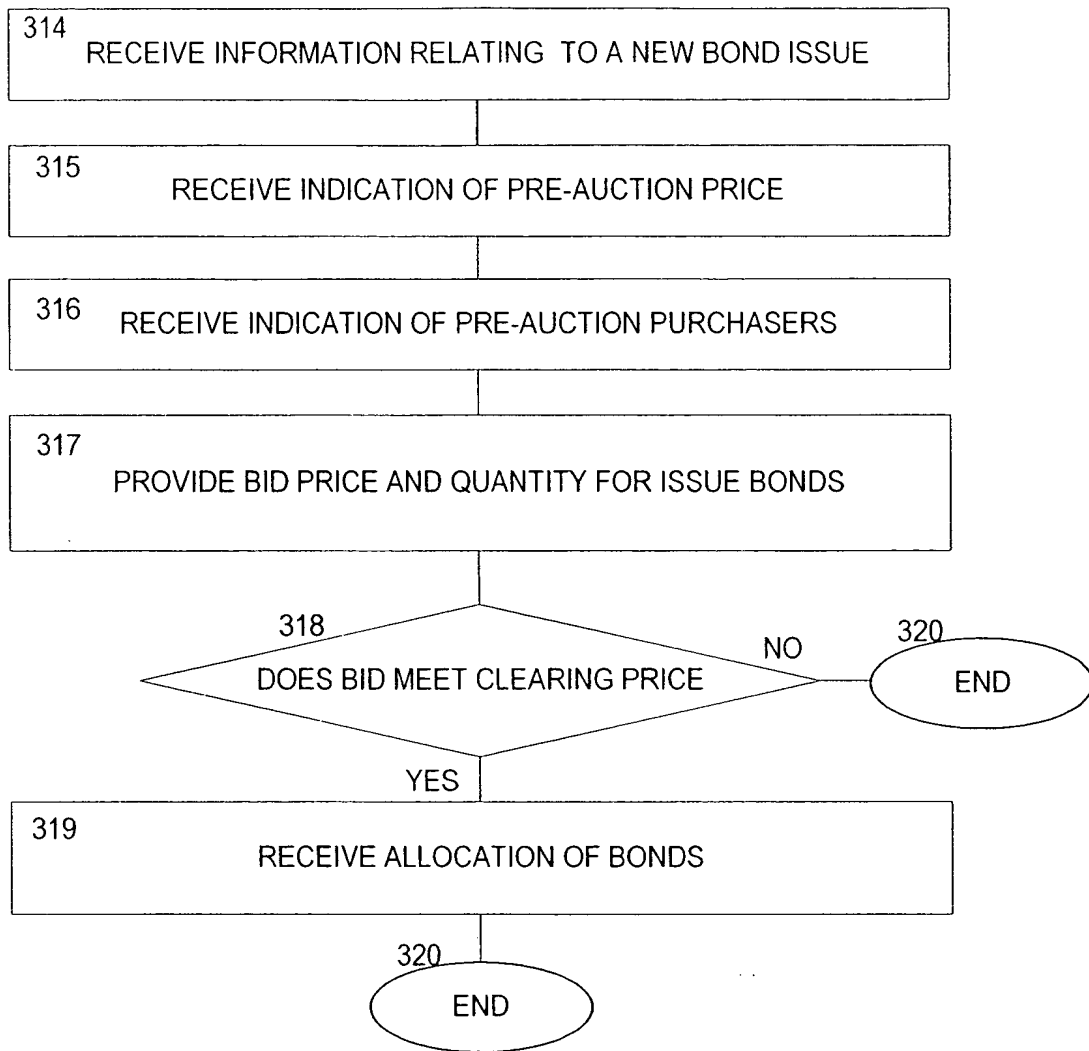 314
RECEIVE INFORMATION RELATING TO A NEW BOND ISSUE
315
RECEIVE INDICATION OF PRE-AUCTION PRICE
316
RECEIVE INDICATION OF PRE-AUCTION PURCHASERS
317
PROVIDE BID PRICE AND QUANTITY FOR ISSUE BONDS
318
DOES BID MEET CLEARING PRICE
NO
320
END
YES
319
RECEIVE ALLOCATION OF BONDS
320
END